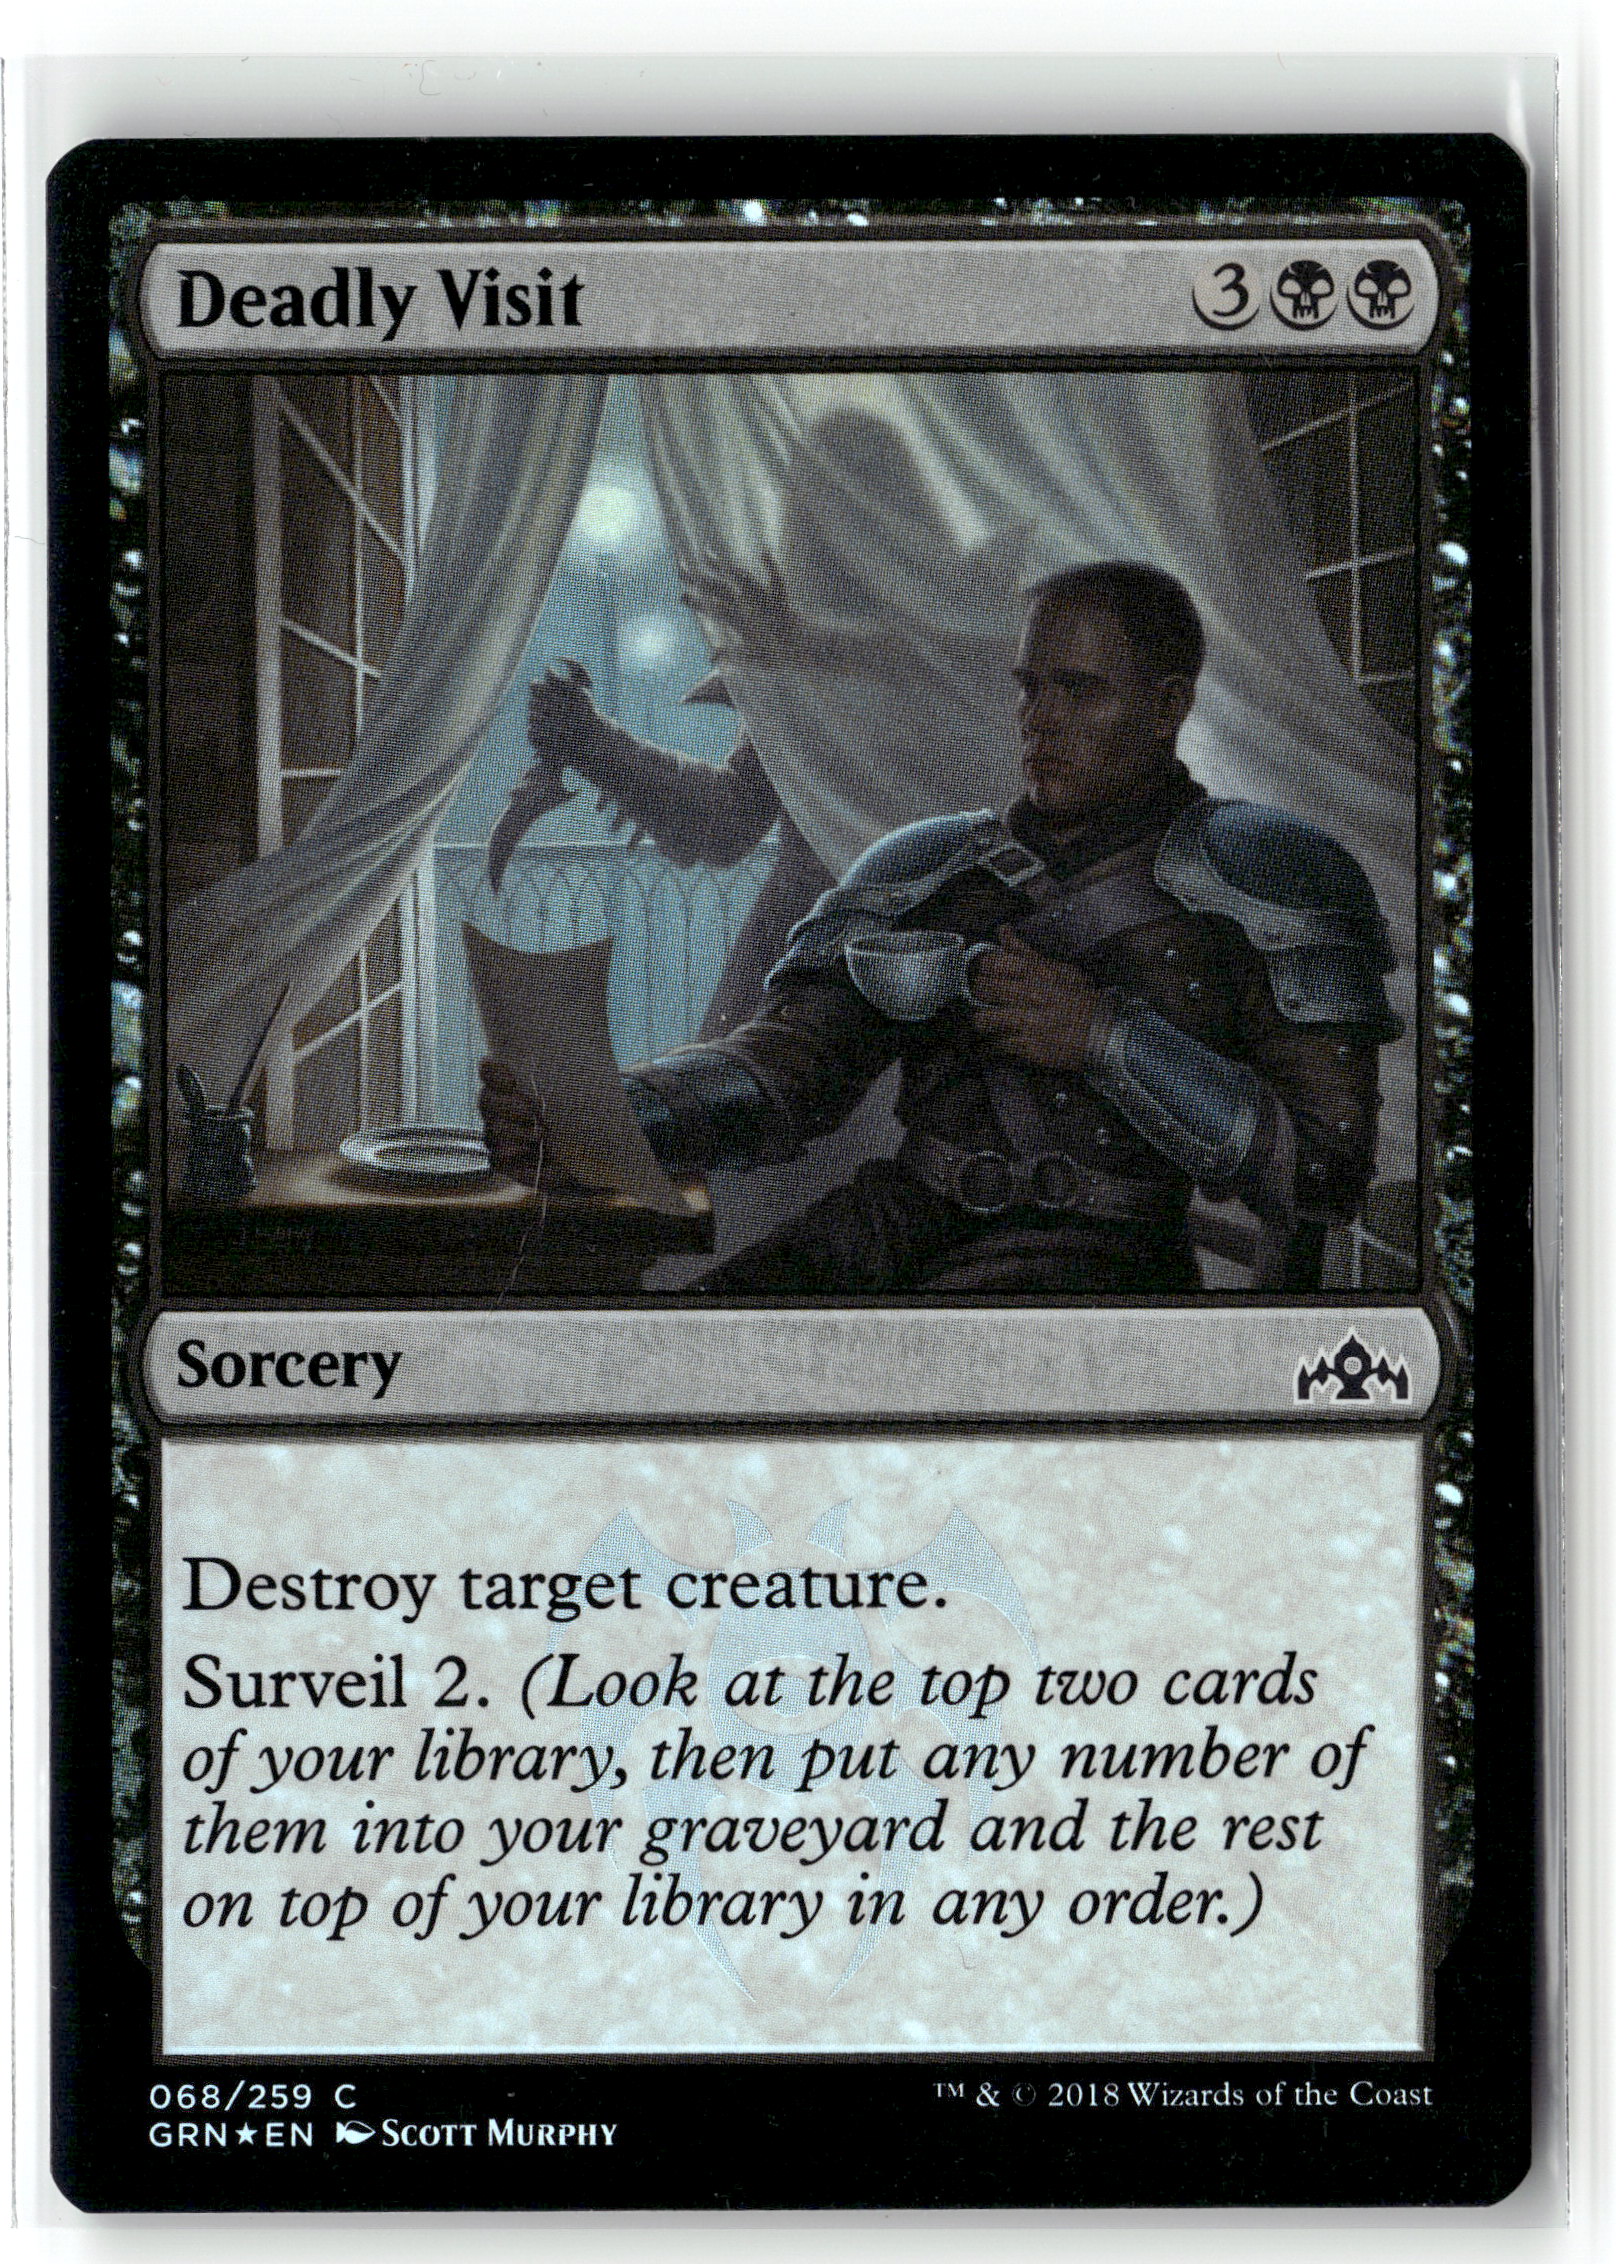 Deadly Visit 3
Sorcery
Destroy target creature.
Surveil 2. (Look at the top two cards
of your library, then put any number of
them into your graveyard and the rest
on top of your library in any order.)
068/259 C
™ & © 2018 Wizards of the Coast
GRN★EN Scott Murphy